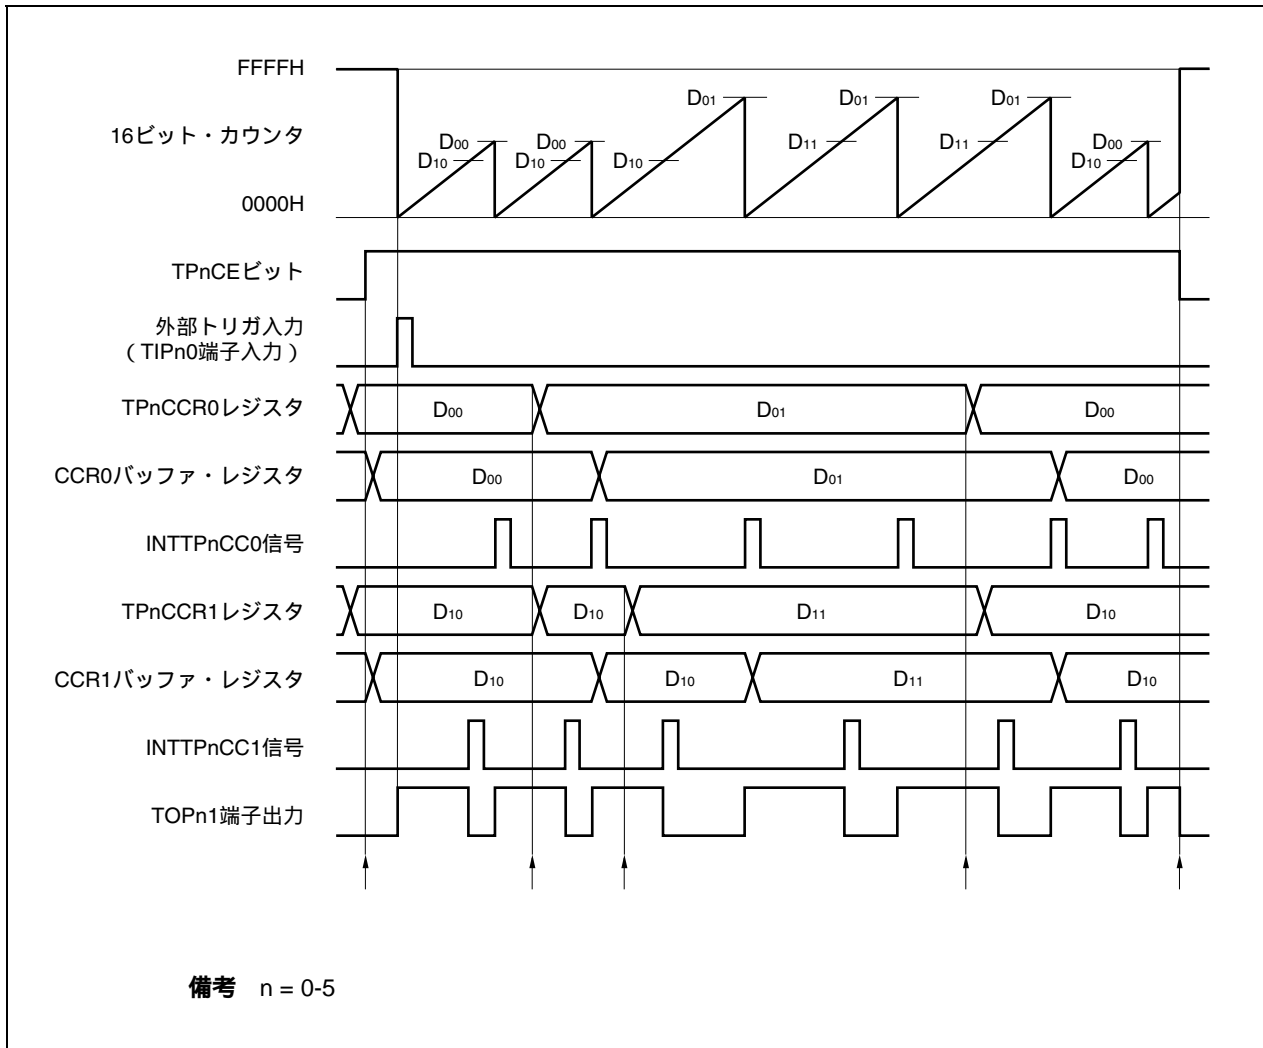 FFFFH
16ビット・カウンタ
0000H
D01 D01 D01
D00 D00 D11 D11 D00
D10 D10 D10 D10
TPnCEビット
外部トリガ入力
（TIPn0端子入力）
TPnCCR0レジスタ D00 D01 D00
CCR0バッファ・レジスタ D00 D01 D00
INTTPnCC0信号
TPnCCR1レジスタ D10 D10 D11 D10
CCR1バッファ・レジスタ D10 D10 D11 D10
INTTPnCC1信号
TOPn1端子出力
備考 n = 0-5